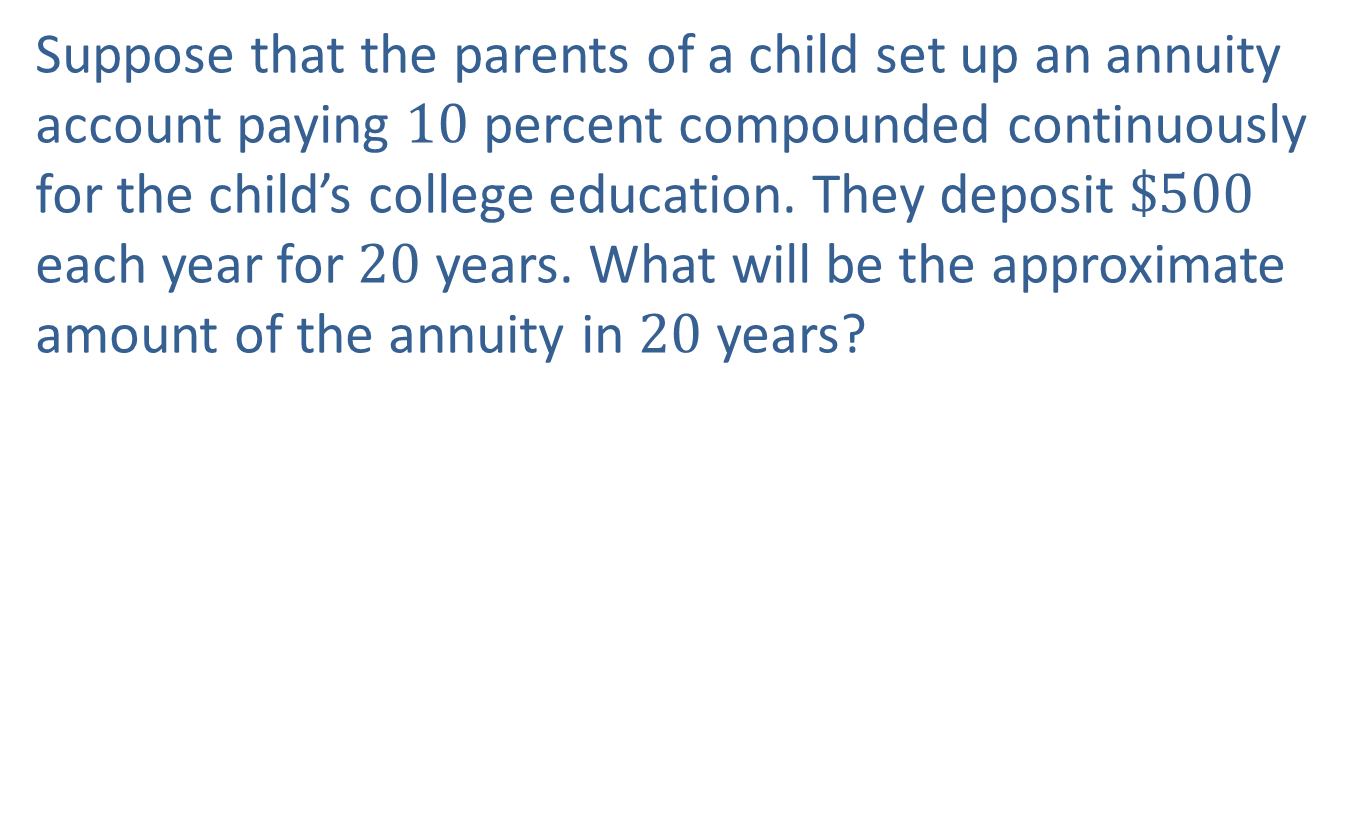 Suppose that the parents of a child set up an annuity
account paying 10 percent compounded continuously
for the child’s college education. They deposit $500
each year for 20 years. What will be the approximate
amount of the annuity in 20 years?